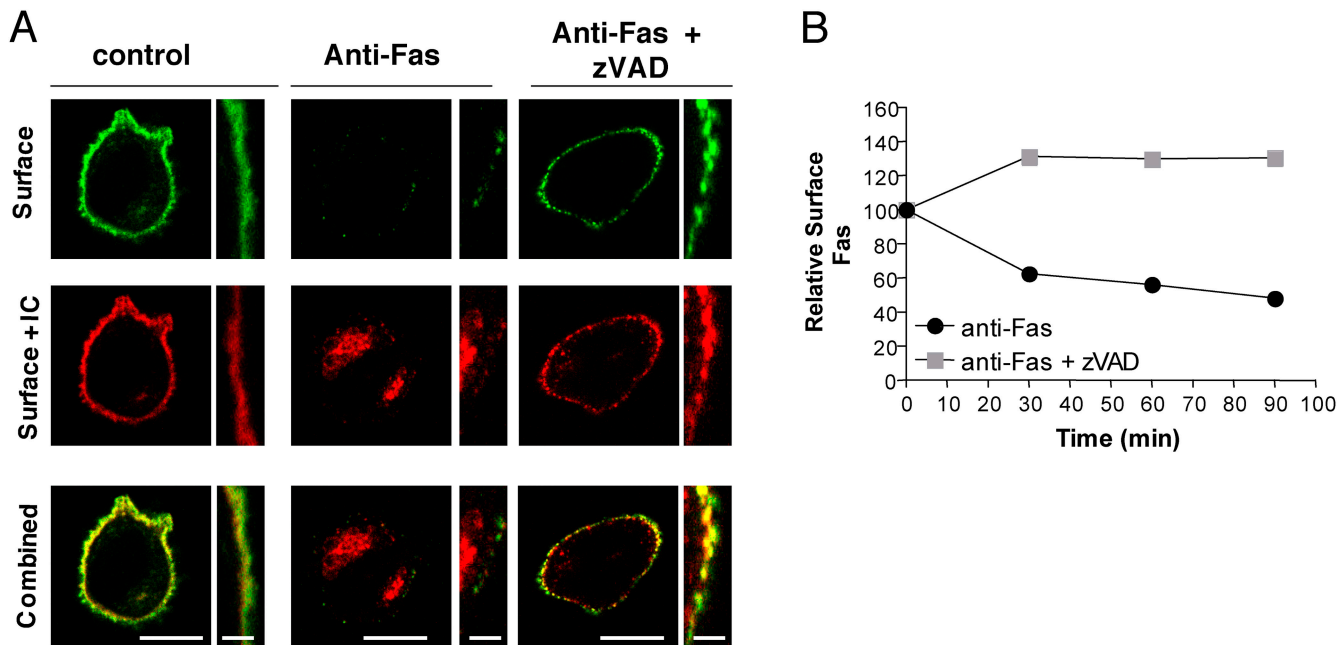 A
control
Anti-Fas
Anti-Fas +
zVAD
Surface
Surface +IC
Combined
B
Relative Surface
Fas
160
140
120
100
80
60
40
20
0
anti-Fas
anti-Fas + zVAD
0 10 20 30 40 50 60 70 80 90 100
Time (min)